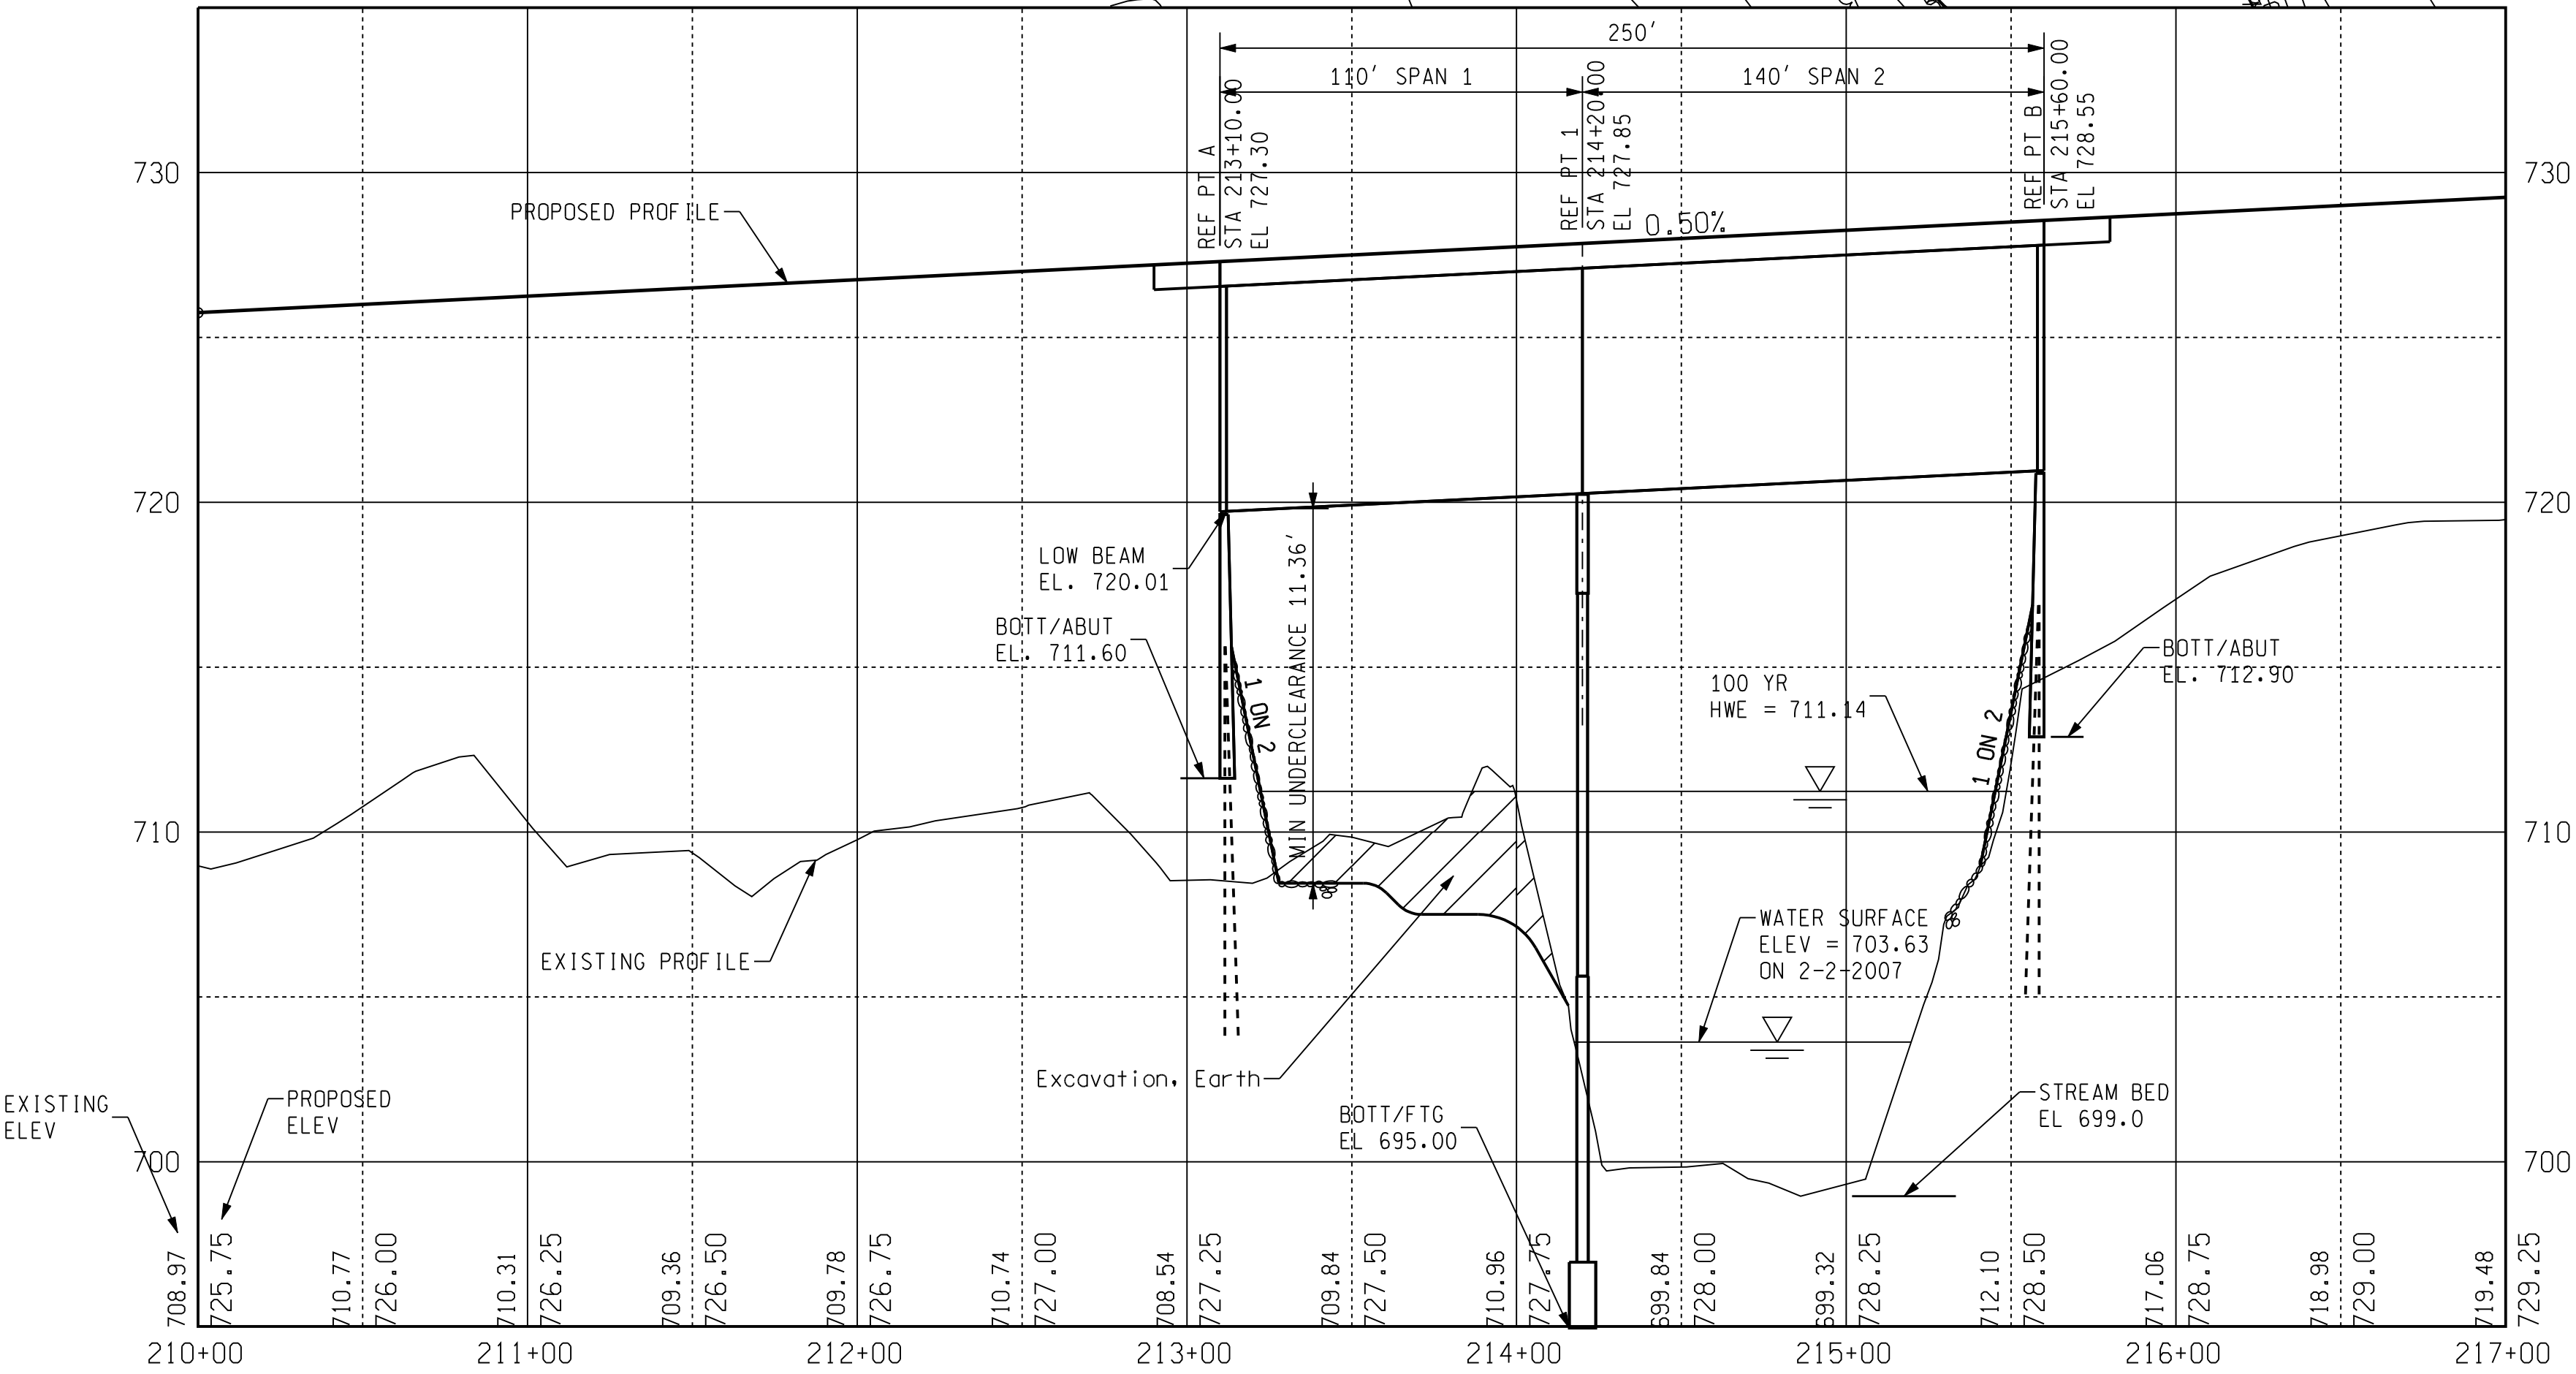 250′
110′ SPAN 1
140′ SPAN 2
REF PT A
STA 213+10.00
EL 727.30
REF PT 1
STA 214+20.00
EL 727.85
REF PT B
STA 215+60.00
EL 728.55
730
730
PROPOSED PROFILE
0.50%
720
720
LOW BEAM
EL. 720.01
MIN UNDERCLEARANCE 11.36′
BOTT/ABUT
EL. 711.60
1 ON 2
100 YR
HWE = 711.14
1 ON 2
BOTT/ABUT
EL. 712.90
710
710
EXISTING PROFILE
WATER SURFACE
ELEV = 703.63
ON 2-2-2007
Excavation, Earth
EXISTING
ELEV
PROPOSED
ELEV
BOTT/FTG
EL 695.00
STREAM BED
EL 699.0
700
700
708.97
725.75
710.77
726.00
710.31
726.25
709.36
726.50
709.78
726.75
710.74
727.00
708.54
727.25
709.84
727.50
710.96
727.75
699.84
728.00
699.32
728.25
712.10
728.50
717.06
728.75
718.98
729.00
719.48
729.25
210+00
211+00
212+00
213+00
214+00
215+00
216+00
217+00